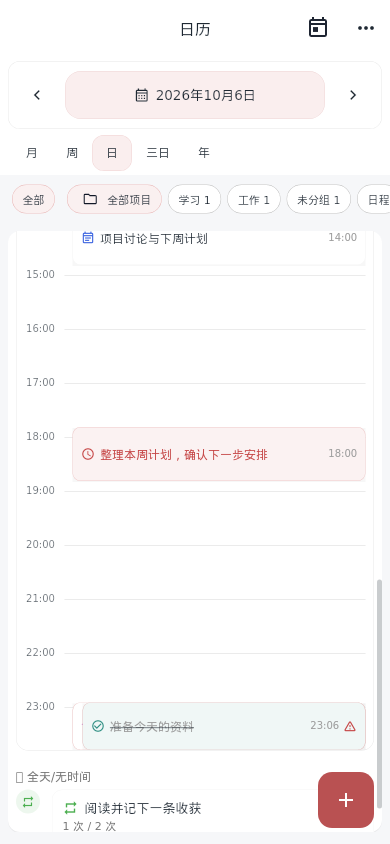 日历
2026年10月6日
月 周 日 三日 年
全部 全部项目 学习 1 工作 1 未分组 1 日程
项目讨论与下周计划 14:00
15:00
16:00
17:00
18:00
整理本周计划，确认下一步安排 18:00
19:00
20:00
21:00
22:00
23:00
准备今天的资料 23:06
全天/无时间
阅读并记下一条收获
1 次 / 2 次